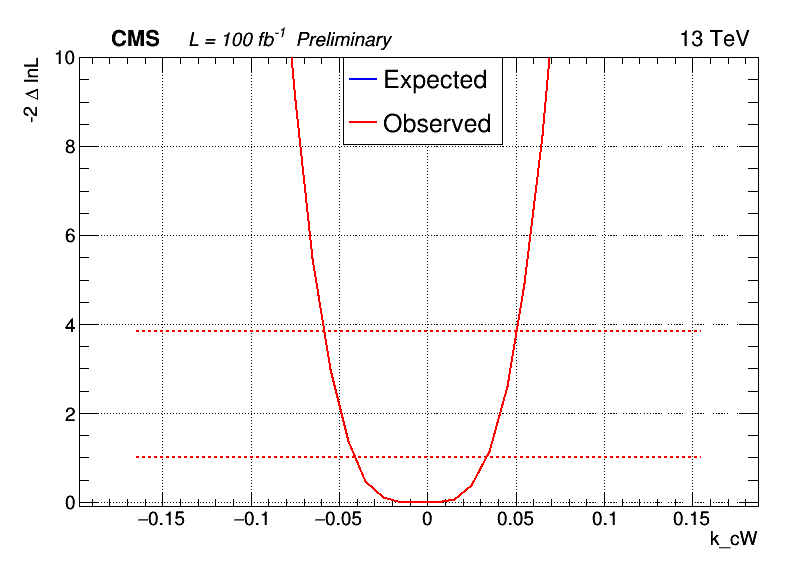 CMS L = 100 fb⁻¹ Preliminary 13 TeV
-2 Δ lnL
10
8
6
4
2
0
Expected
Observed
−0.15 −0.1 −0.05 0 0.05 0.1 0.15
k_cW